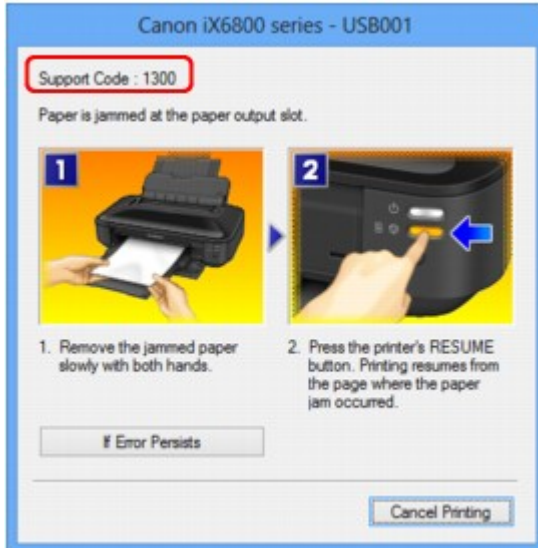 Canon iX6800 series - USB001
Support Code : 1300
Paper is jammed at the paper output slot.
1
2
1. Remove the jammed paper
slowly with both hands.
2. Press the printer's RESUME
button. Printing resumes from
the page where the paper
jam occurred.
If Error Persists
Cancel Printing